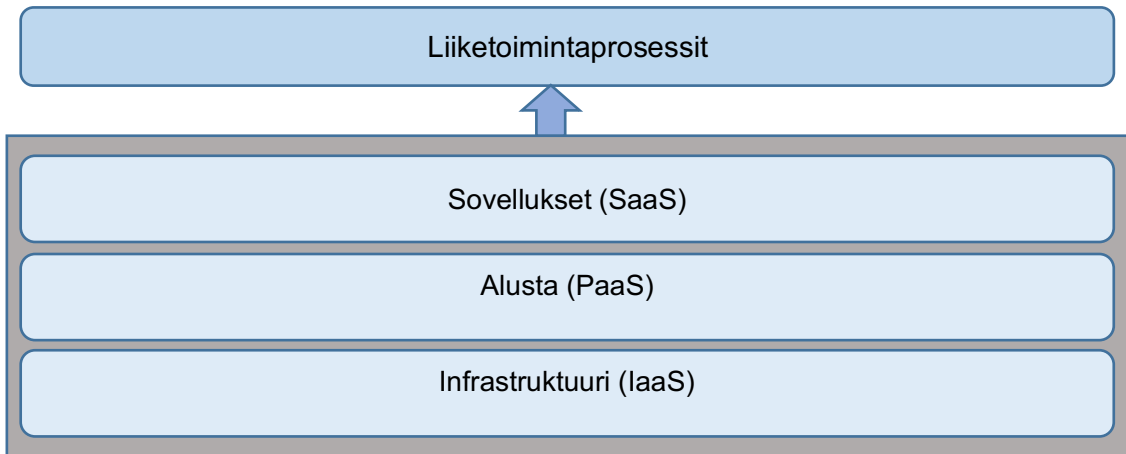 Liiketoimintaprosessit
Sovellukset (SaaS)
Alusta (PaaS)
Infrastruktuuri (IaaS)